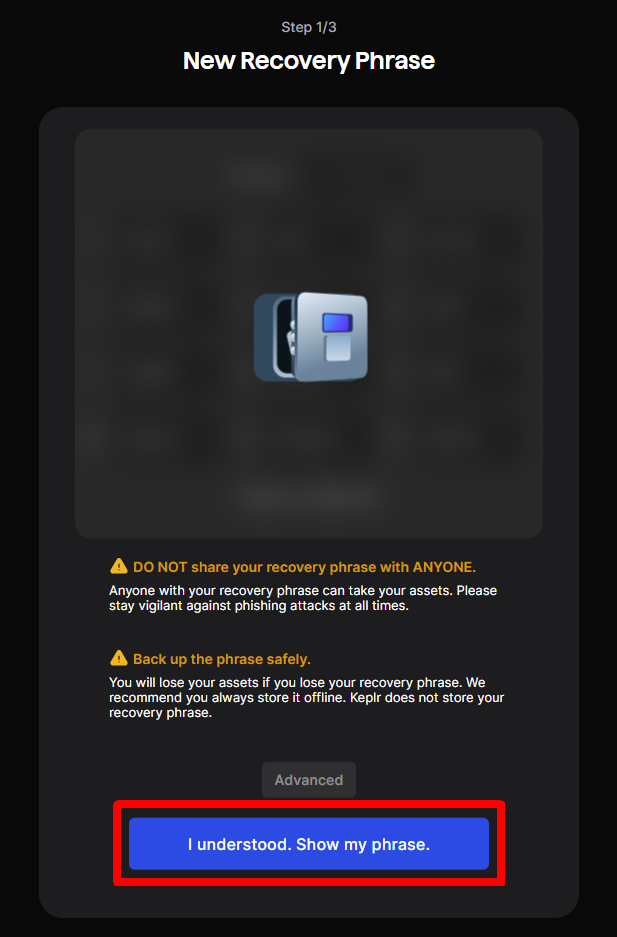 Step 1/3
New Recovery Phrase
DO NOT share your recovery phrase with ANYONE.
Anyone with your recovery phrase can take your assets. Please
stay vigilant against phishing attacks at all times.
Back up the phrase safely.
You will lose your assets if you lose your recovery phrase. We
recommend you always store it offline. Keplr does not store your
recovery phrase.
Advanced
I understood. Show my phrase.